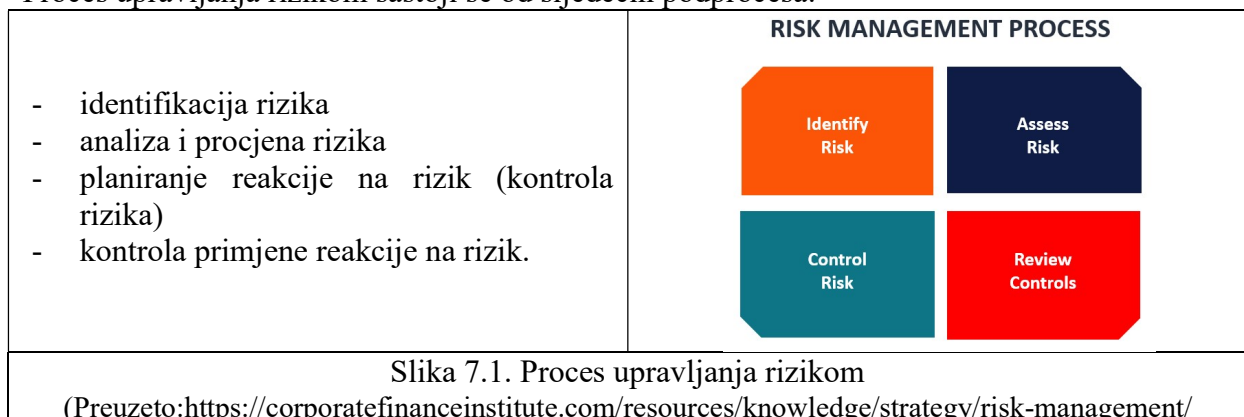 Proces upravljanja rizikom sastoji se od sljedećih podprocesa:
- identifikacija rizika
- analiza i procjena rizika
- planiranje reakcije na rizik (kontrola
rizika)
- kontrola primjene reakcije na rizik.
RISK MANAGEMENT PROCESS
Identify
Risk
Assess
Risk
Control
Risk
Review
Controls
Slika 7.1. Proces upravljanja rizikom
(Preuzeto:https://corporatefinanceinstitute.com/resources/knowledge/strategy/risk-management/